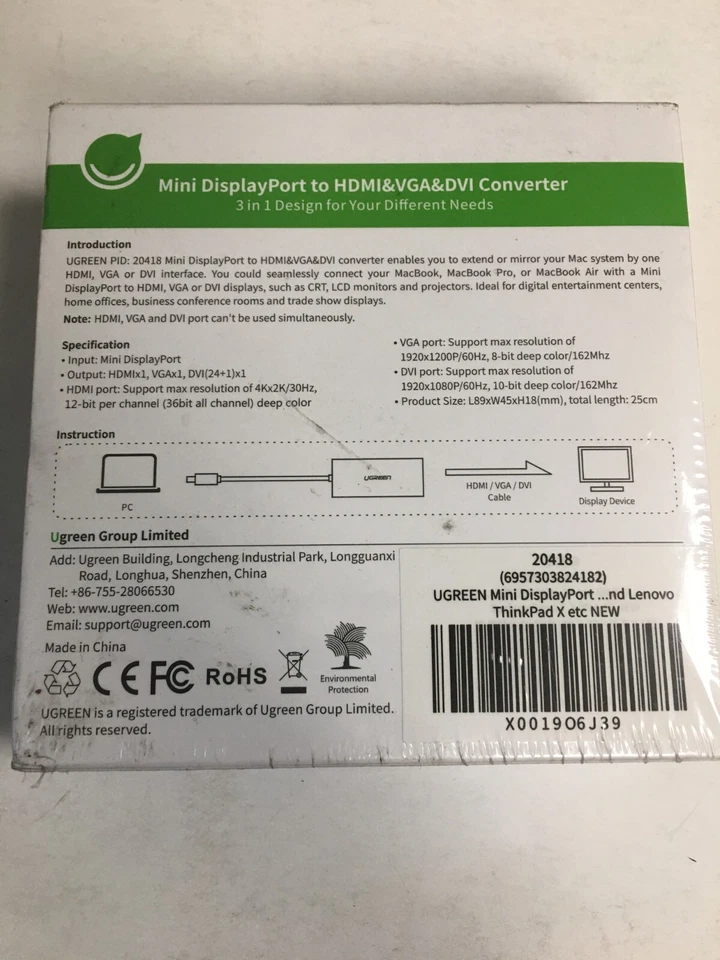 Mini DisplayPort to HDMI&VGA&DVI Converter
3 in 1 Design for Your Different Needs
Introduction
UGREEN PID: 20418 Mini DisplayPort to HDMI&VGA&DVI converter enables you to extend or mirror your Mac system by one
HDMI, VGA or DVI interface. You could seamlessly connect your MacBook, MacBook Pro, or MacBook Air with a Mini
DisplayPort to HDMI, VGA or DVI displays, such as CRT, LCD monitors and projectors. Ideal for digital entertainment centers,
home offices, business conference rooms and trade show displays.
Note: HDMI, VGA and DVI port can't be used simultaneously.
Specification
• Input: Mini DisplayPort
• Output: HDMIx1, VGAx1, DVI(24+1)x1
• HDMI port: Support max resolution of 4Kx2K/30Hz,
12-bit per channel (36bit all channel) deep color
• VGA port: Support max resolution of
1920x1200P/60Hz, 8-bit deep color/162Mhz
• DVI port: Support max resolution of
1920x1080P/60Hz, 10-bit deep color/162Mhz
• Product Size: L89xW45xH18(mm), total length: 25cm
Instruction
UGREEN
PC
HDMI / VGA / DVI
Cable
Display Device
Ugreen Group Limited
Add: Ugreen Building, Longcheng Industrial Park, Longguanxi
Road, Longhua, Shenzhen, China
Tel: +86-755-28066530
Web: www.ugreen.com
Email: support@ugreen.com
Made in China
CE FC RoHS
Environmental
Protection
UGREEN is a registered trademark of Ugreen Group Limited.
All rights reserved.
20418
(6957303824182)
UGREEN Mini DisplayPort ...nd Lenovo
ThinkPad X etc NEW
X0019O6J39